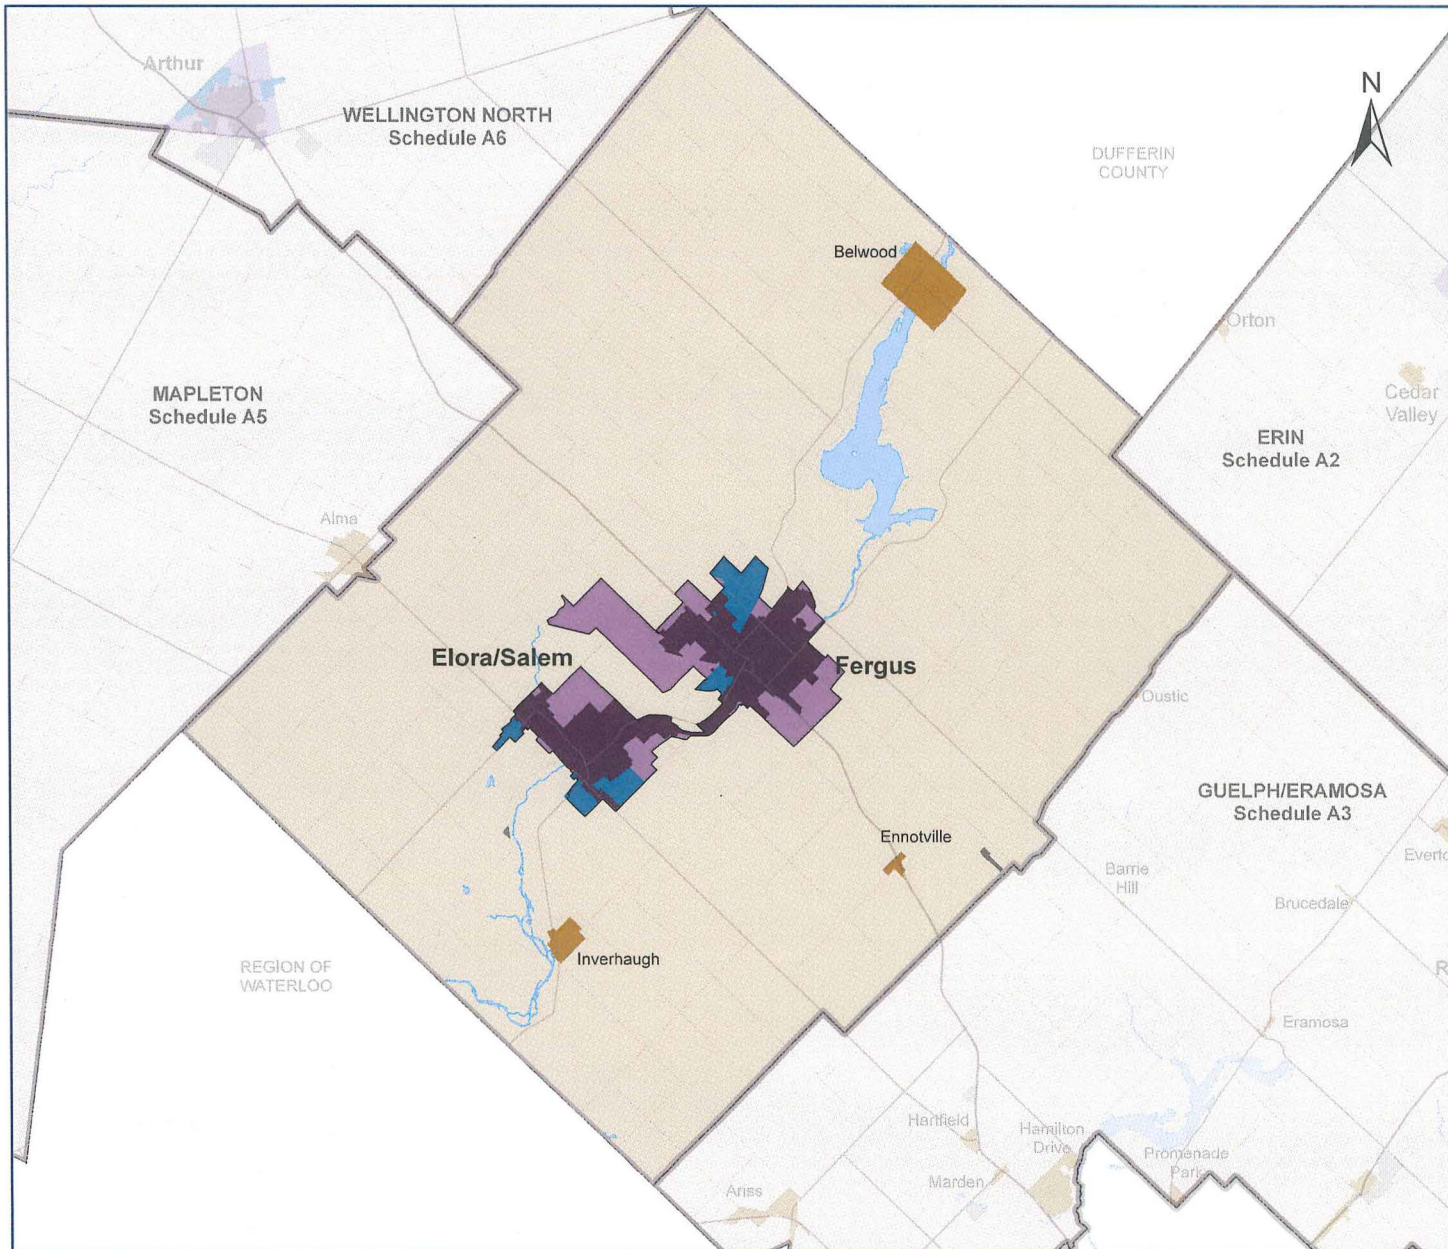 Arthur
WELLINGTON NORTH
Schedule A6
N
DUFFERIN
COUNTY
Belwood
Orton
MAPLETON
Schedule A5
Cedar
Valley
ERIN
Schedule A2
Alma
Elora/Salem
Fergus
Oustic
GUELPH/ERAMOSA
Schedule A3
Ennotville
Barrie
Hill
Everto
Brucedale
Inverhaugh
REGION OF
WATERLOO
R
Eramosa
Hartfield
Hamilton
Drive
Promenade
Park
Marden
Ariss